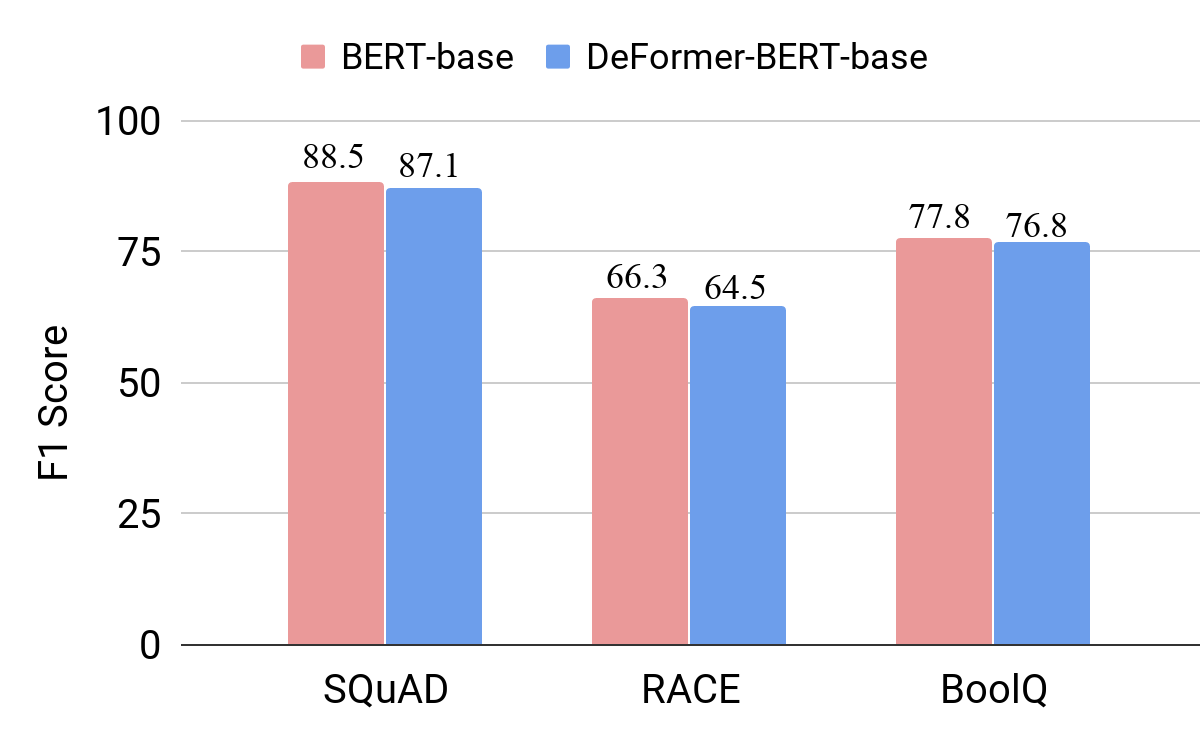 BERT-base DeFormer-BERT-base
100
88.5 87.1
77.8 76.8
75
66.3 64.5
50
F1 Score
25
0
SQuAD RACE BoolQ